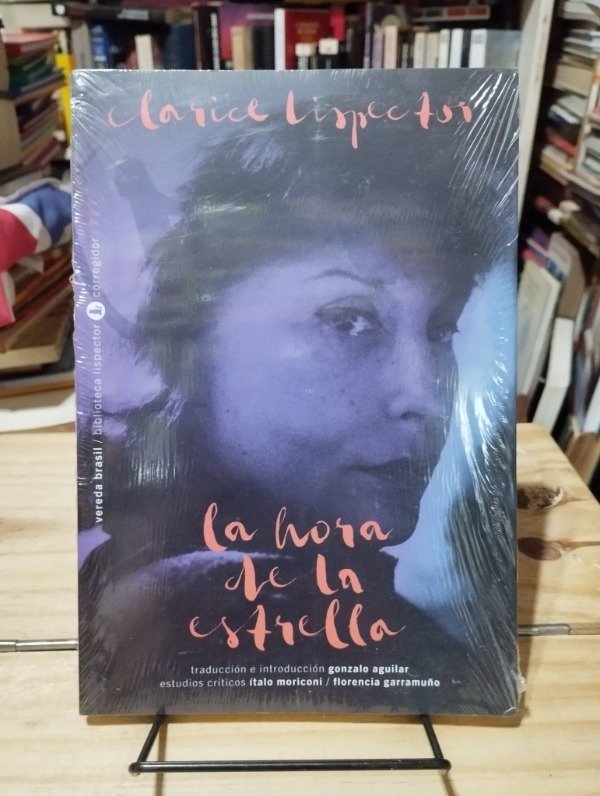 clarice lispector
vereda brasil / biblioteca lispector corregidor
la hora
de la
estrella
traducción e introducción gonzalo aguilar
estudios críticos ítalo moriconi / florencia garramuño